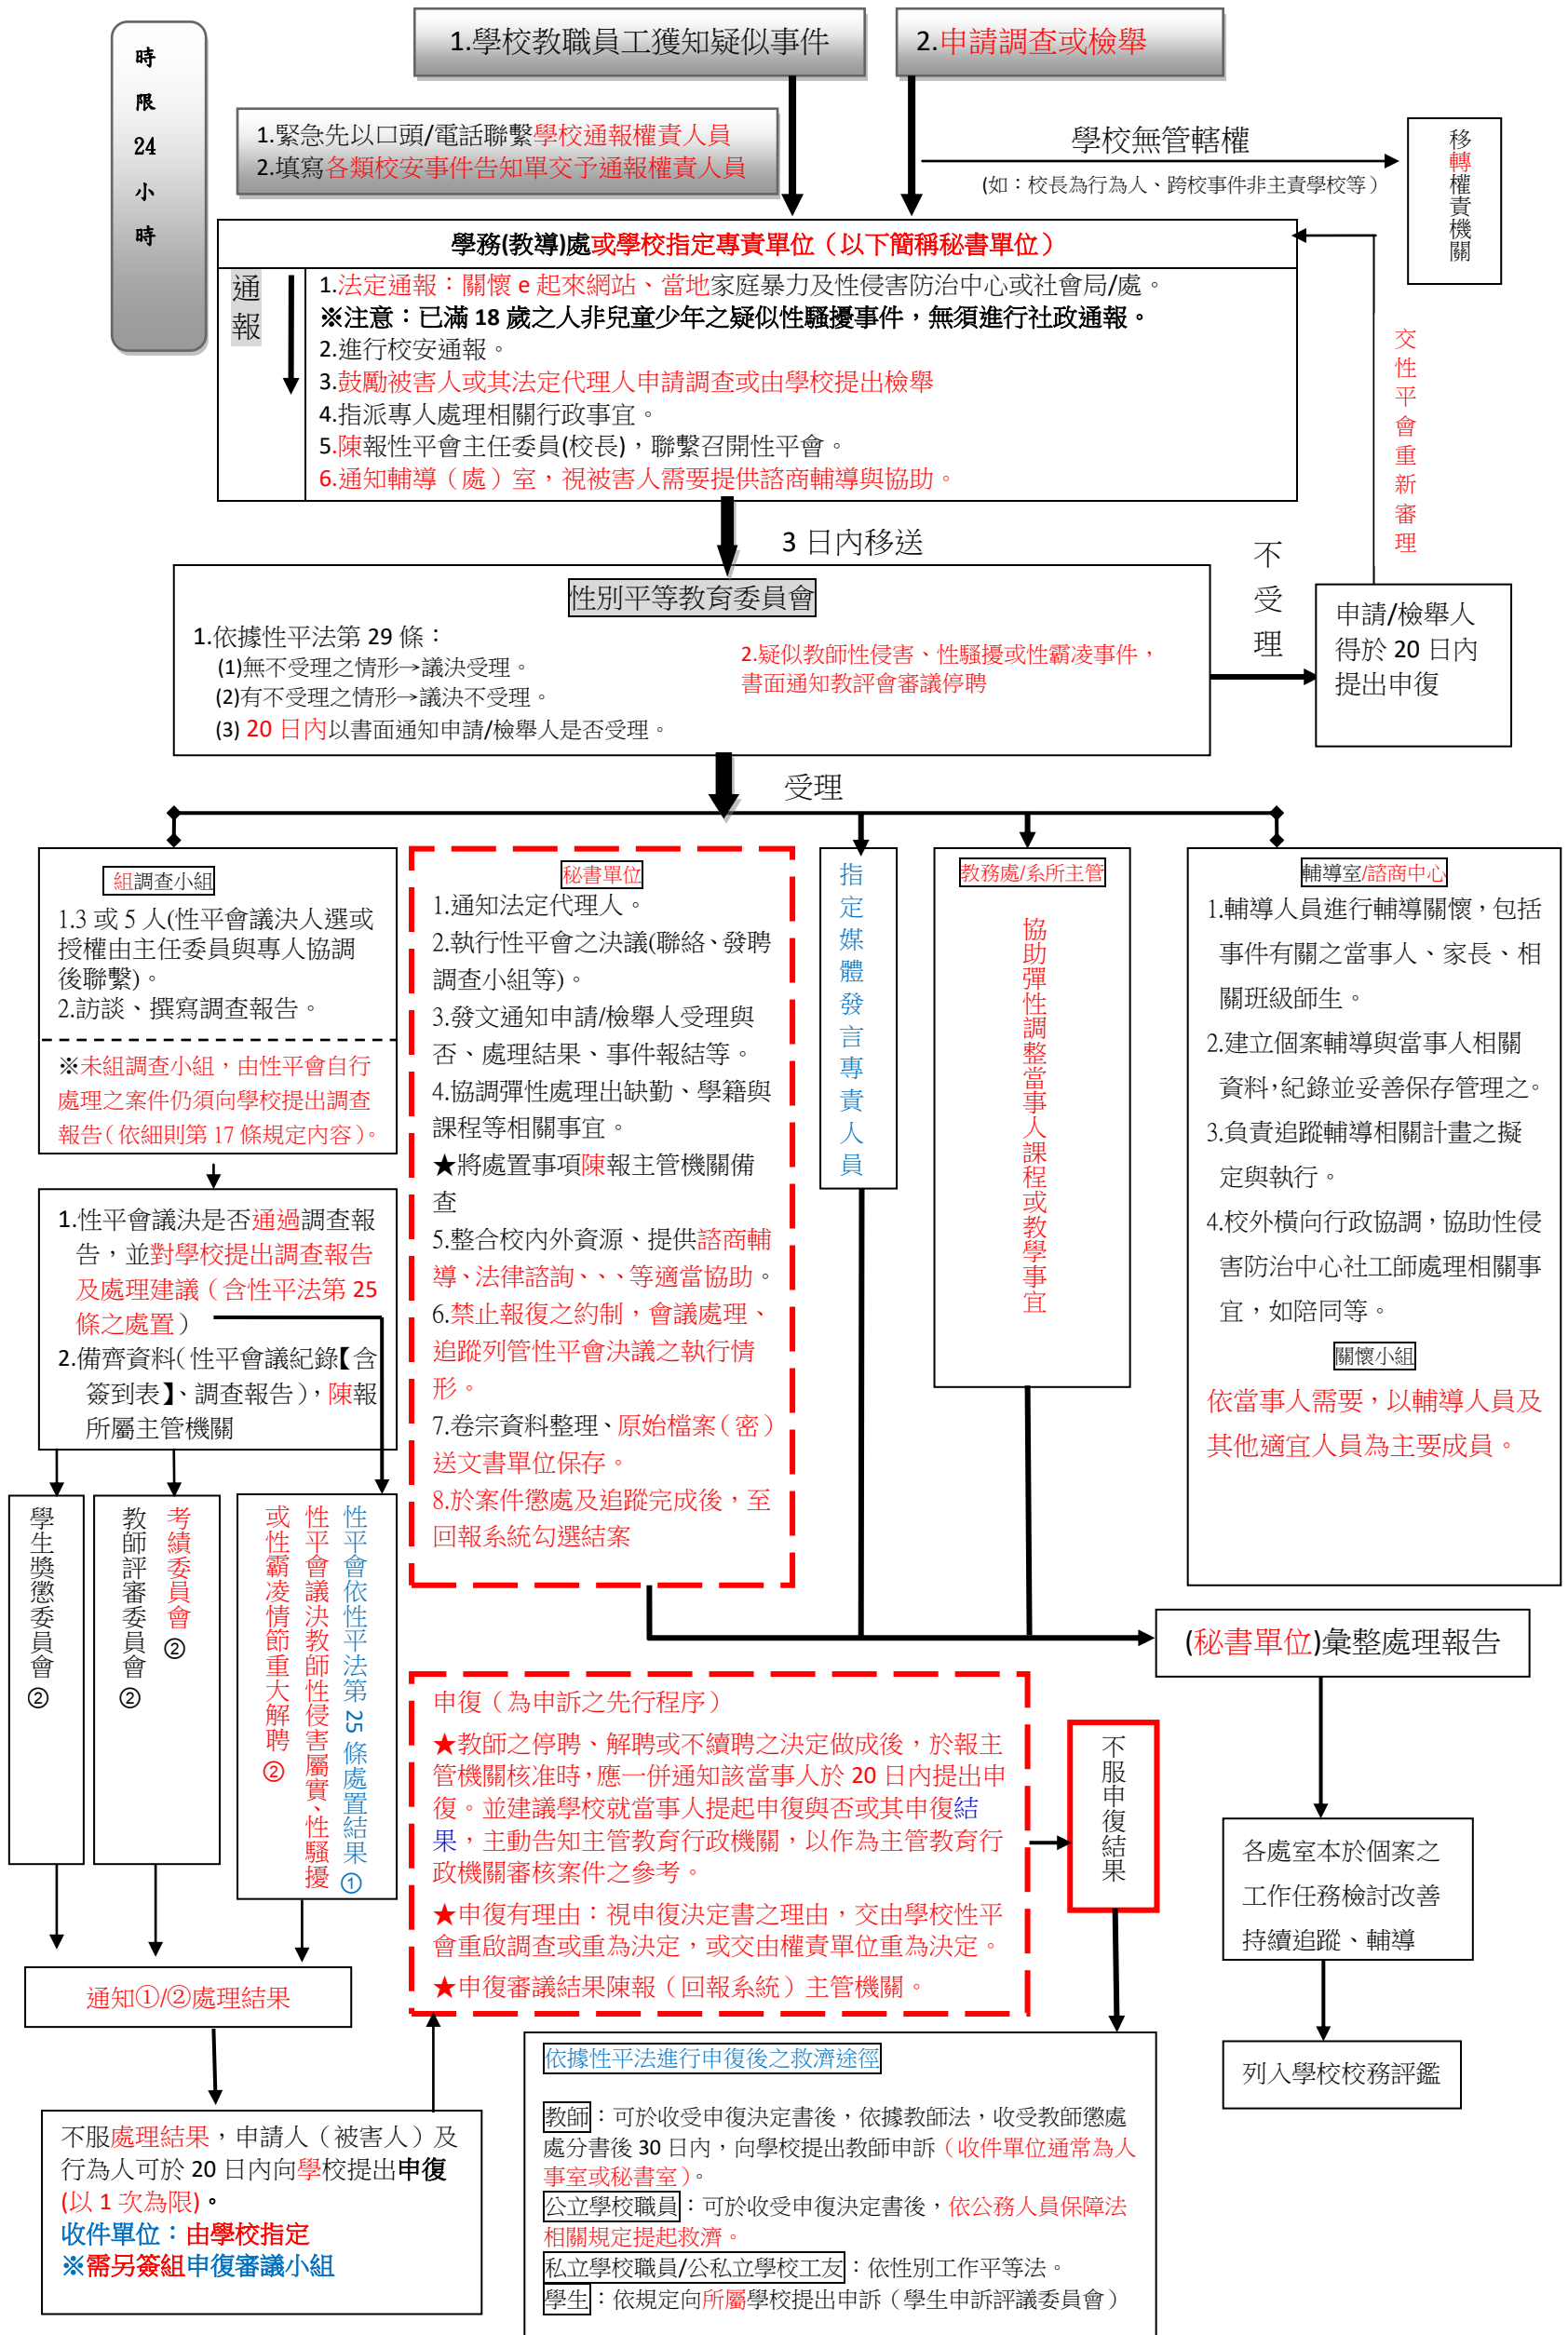 時
限
24
小
時
1.學校教職員工獲知疑似事件
2.申請調查或檢舉
1.緊急先以口頭/電話聯繫學校通報權責人員
2.填寫各類校安事件告知單交予通報權責人員
學校無管轄權
(如：校長為行為人、跨校事件非主責學校等）
移轉權責機關
學務(教導)處或學校指定專責單位（以下簡稱秘書單位）
通報
1.法定通報：關懷 e 起來網站、當地家庭暴力及性侵害防治中心或社會局/處。
※注意：已滿 18 歲之人非兒童少年之疑似性騷擾事件，無須進行社政通報。
2.進行校安通報。
3.鼓勵被害人或其法定代理人申請調查或由學校提出檢舉
4.指派專人處理相關行政事宜。
5.陳報性平會主任委員(校長)，聯繫召開性平會。
6.通知輔導（處）室，視被害人需要提供諮商輔導與協助。
交性平會重新審理
3 日內移送
性別平等教育委員會
1.依據性平法第 29 條：
(1)無不受理之情形→議決受理。
(2)有不受理之情形→議決不受理。
(3) 20 日內以書面通知申請/檢舉人是否受理。
2.疑似教師性侵害、性騷擾或性霸凌事件，
書面通知教評會審議停聘
不受理
申請/檢舉人
得於 20 日內
提出申復
受理
組調查小組
1.3 或 5 人(性平會議決人選或
授權由主任委員與專人協調
後聯繫)。
2.訪談、撰寫調查報告。
※未組調查小組，由性平會自行
處理之案件仍須向學校提出調查
報告（依細則第 17 條規定內容）。
1.性平會議決是否通過調查報
告，並對學校提出調查報告
及處理建議（含性平法第 25
條之處置）
2.備齊資料（性平會議紀錄【含
簽到表】、調查報告），陳報
所屬主管機關
秘書單位
1.通知法定代理人。
2.執行性平會之決議(聯絡、發聘
調查小組等)。
3.發文通知申請/檢舉人受理與
否、處理結果、事件報結等。
4.協調彈性處理出缺勤、學籍與
課程等相關事宜。
★將處置事項陳報主管機關備
查
5.整合校內外資源、提供諮商輔
導、法律諮詢、、、等適當協助。
6.禁止報復之約制，會議處理、
追蹤列管性平會決議之執行情
形。
7.卷宗資料整理、原始檔案（密）
送文書單位保存。
8.於案件懲處及追蹤完成後，至
回報系統勾選結案
指定媒體發言專責人員
教務處/系所主管
協助彈性調整當事人課程或教學事宜
輔導室/諮商中心
1.輔導人員進行輔導關懷，包括
事件有關之當事人、家長、相
關班級師生。
2.建立個案輔導與當事人相關
資料，紀錄並妥善保存管理之。
3.負責追蹤輔導相關計畫之擬
定與執行。
4.校外橫向行政協調，協助性侵
害防治中心社工師處理相關事
宜，如陪同等。
關懷小組
依當事人需要，以輔導人員及
其他適宜人員為主要成員。
學生獎懲委員會②
考績委員會②
教師評審委員會②
性平會依性平法第 25 條處置結果①
性平會議決教師性侵害屬實、性騷擾
或性霸凌情節重大解聘②
通知①/②處理結果
不服處理結果，申請人（被害人）及
行為人可於 20 日內向學校提出申復
(以 1 次為限)。
收件單位：由學校指定
※需另簽組申復審議小組
申復（為申訴之先行程序）
★教師之停聘、解聘或不續聘之決定做成後，於報主
管機關核准時，應一併通知該當事人於 20 日內提出申
復。並建議學校就當事人提起申復與否或其申復結
果，主動告知主管教育行政機關，以作為主管教育行
政機關審核案件之參考。
★申復有理由：視申復決定書之理由，交由學校性平
會重啟調查或重為決定，或交由權責單位重為決定。
★申復審議結果陳報（回報系統）主管機關。
不服申復結果
依據性平法進行申復後之救濟途徑
教師：可於收受申復決定書後，依據教師法，收受教師懲處
處分書後 30 日內，向學校提出教師申訴（收件單位通常為人
事室或秘書室）。
公立學校職員：可於收受申復決定書後，依公務人員保障法
相關規定提起救濟。
私立學校職員/公私立學校工友：依性別工作平等法。
學生：依規定向所屬學校提出申訴（學生申訴評議委員會）
(秘書單位)彙整處理報告
各處室本於個案之
工作任務檢討改善
持續追蹤、輔導
列入學校校務評鑑